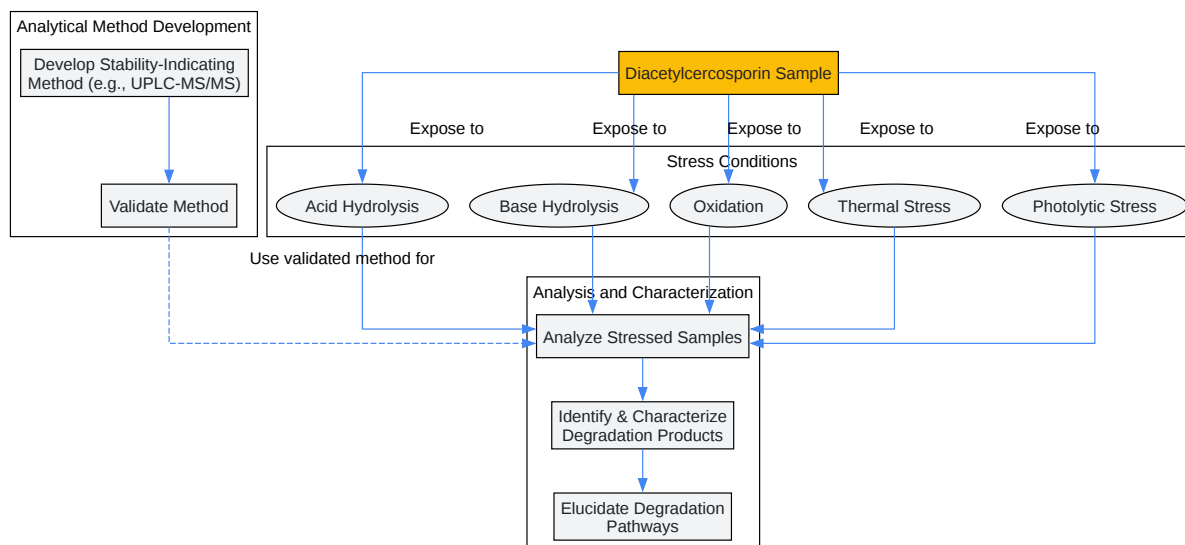 Analytical Method Development
Develop Stability-Indicating
Method (e.g., UPLC-MS/MS)
Validate Method
Diacetylcercosporin Sample
Expose to
Expose to
Expose to
Expose to
Expose to
Stress Conditions
Acid Hydrolysis
Base Hydrolysis
Oxidation
Thermal Stress
Photolytic Stress
Use validated method for
Analysis and Characterization
Analyze Stressed Samples
Identify & Characterize
Degradation Products
Elucidate Degradation
Pathways